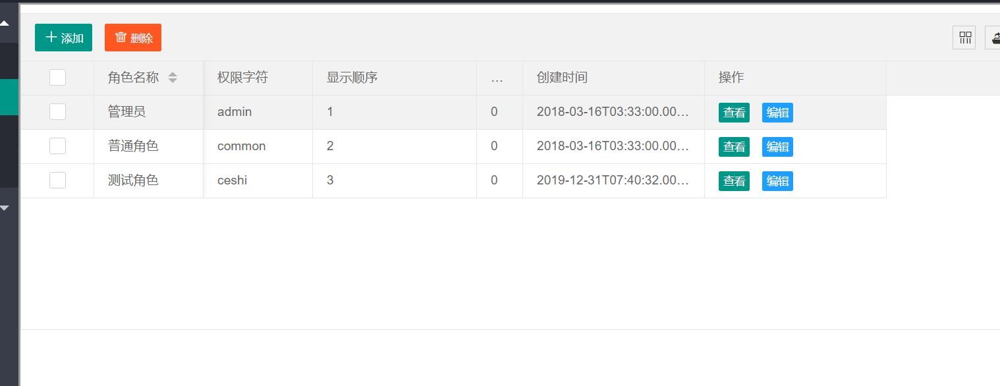 添加 删除
角色名称 权限字符 显示顺序 ... 创建时间 操作
管理员 admin 1 0 2018-03-16T03:33:00.00... 查看 编辑
普通角色 common 2 0 2018-03-16T03:33:00.00... 查看 编辑
测试角色 ceshi 3 0 2019-12-31T07:40:32.00... 查看 编辑